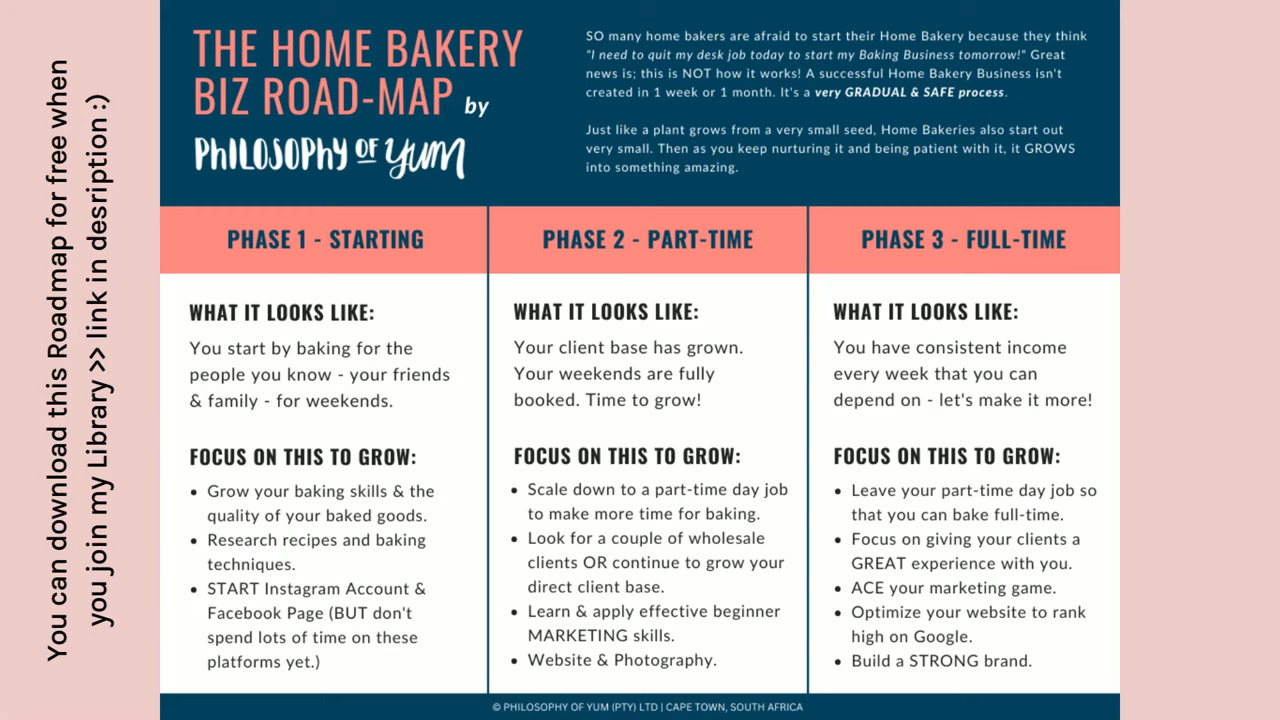 You can download this Roadmap for free when
you join my Library >> link in desription :)
THE HOME BAKERY
BIZ ROAD-MAP by
PHILOSOPHY OF YUM
SO many home bakers are afraid to start their Home Bakery because they think
"I need to quit my desk job today to start my Baking Business tomorrow!" Great
news is; this is NOT how it works! A successful Home Bakery Business isn't
created in 1 week or 1 month. It's a very GRADUAL & SAFE process.
Just like a plant grows from a very small seed, Home Bakeries also start out
very small. Then as you keep nurturing it and being patient with it, it GROWS
into something amazing.
PHASE 1 - STARTING
WHAT IT LOOKS LIKE:
You start by baking for the
people you know - your friends
& family - for weekends.
FOCUS ON THIS TO GROW:
• Grow your baking skills & the
quality of your baked goods.
• Research recipes and baking
techniques.
• START Instagram Account &
Facebook Page (BUT don't
spend lots of time on these
platforms yet.)
PHASE 2 - PART-TIME
WHAT IT LOOKS LIKE:
Your client base has grown.
Your weekends are fully
booked. Time to grow!
FOCUS ON THIS TO GROW:
• Scale down to a part-time day job
to make more time for baking.
• Look for a couple of wholesale
clients OR continue to grow your
direct client base.
• Learn & apply effective beginner
MARKETING skills.
• Website & Photography.
PHASE 3 - FULL-TIME
WHAT IT LOOKS LIKE:
You have consistent income
every week that you can
depend on - let's make it more!
FOCUS ON THIS TO GROW:
• Leave your part-time day job so
that you can bake full-time.
• Focus on giving your clients a
GREAT experience with you.
• ACE your marketing game.
• Optimize your website to rank
high on Google.
• Build a STRONG brand.
© PHILOSOPHY OF YUM (PTY) LTD | CAPE TOWN, SOUTH AFRICA